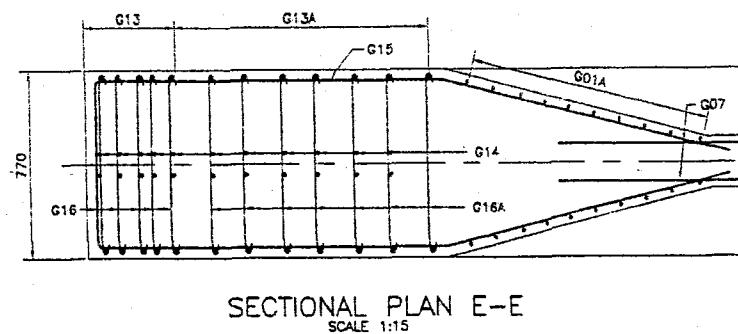 G13
G13A
G15
G01A
G07
770
G14
G16
G16A
SECTIONAL PLAN E-E
SCALE 1:15